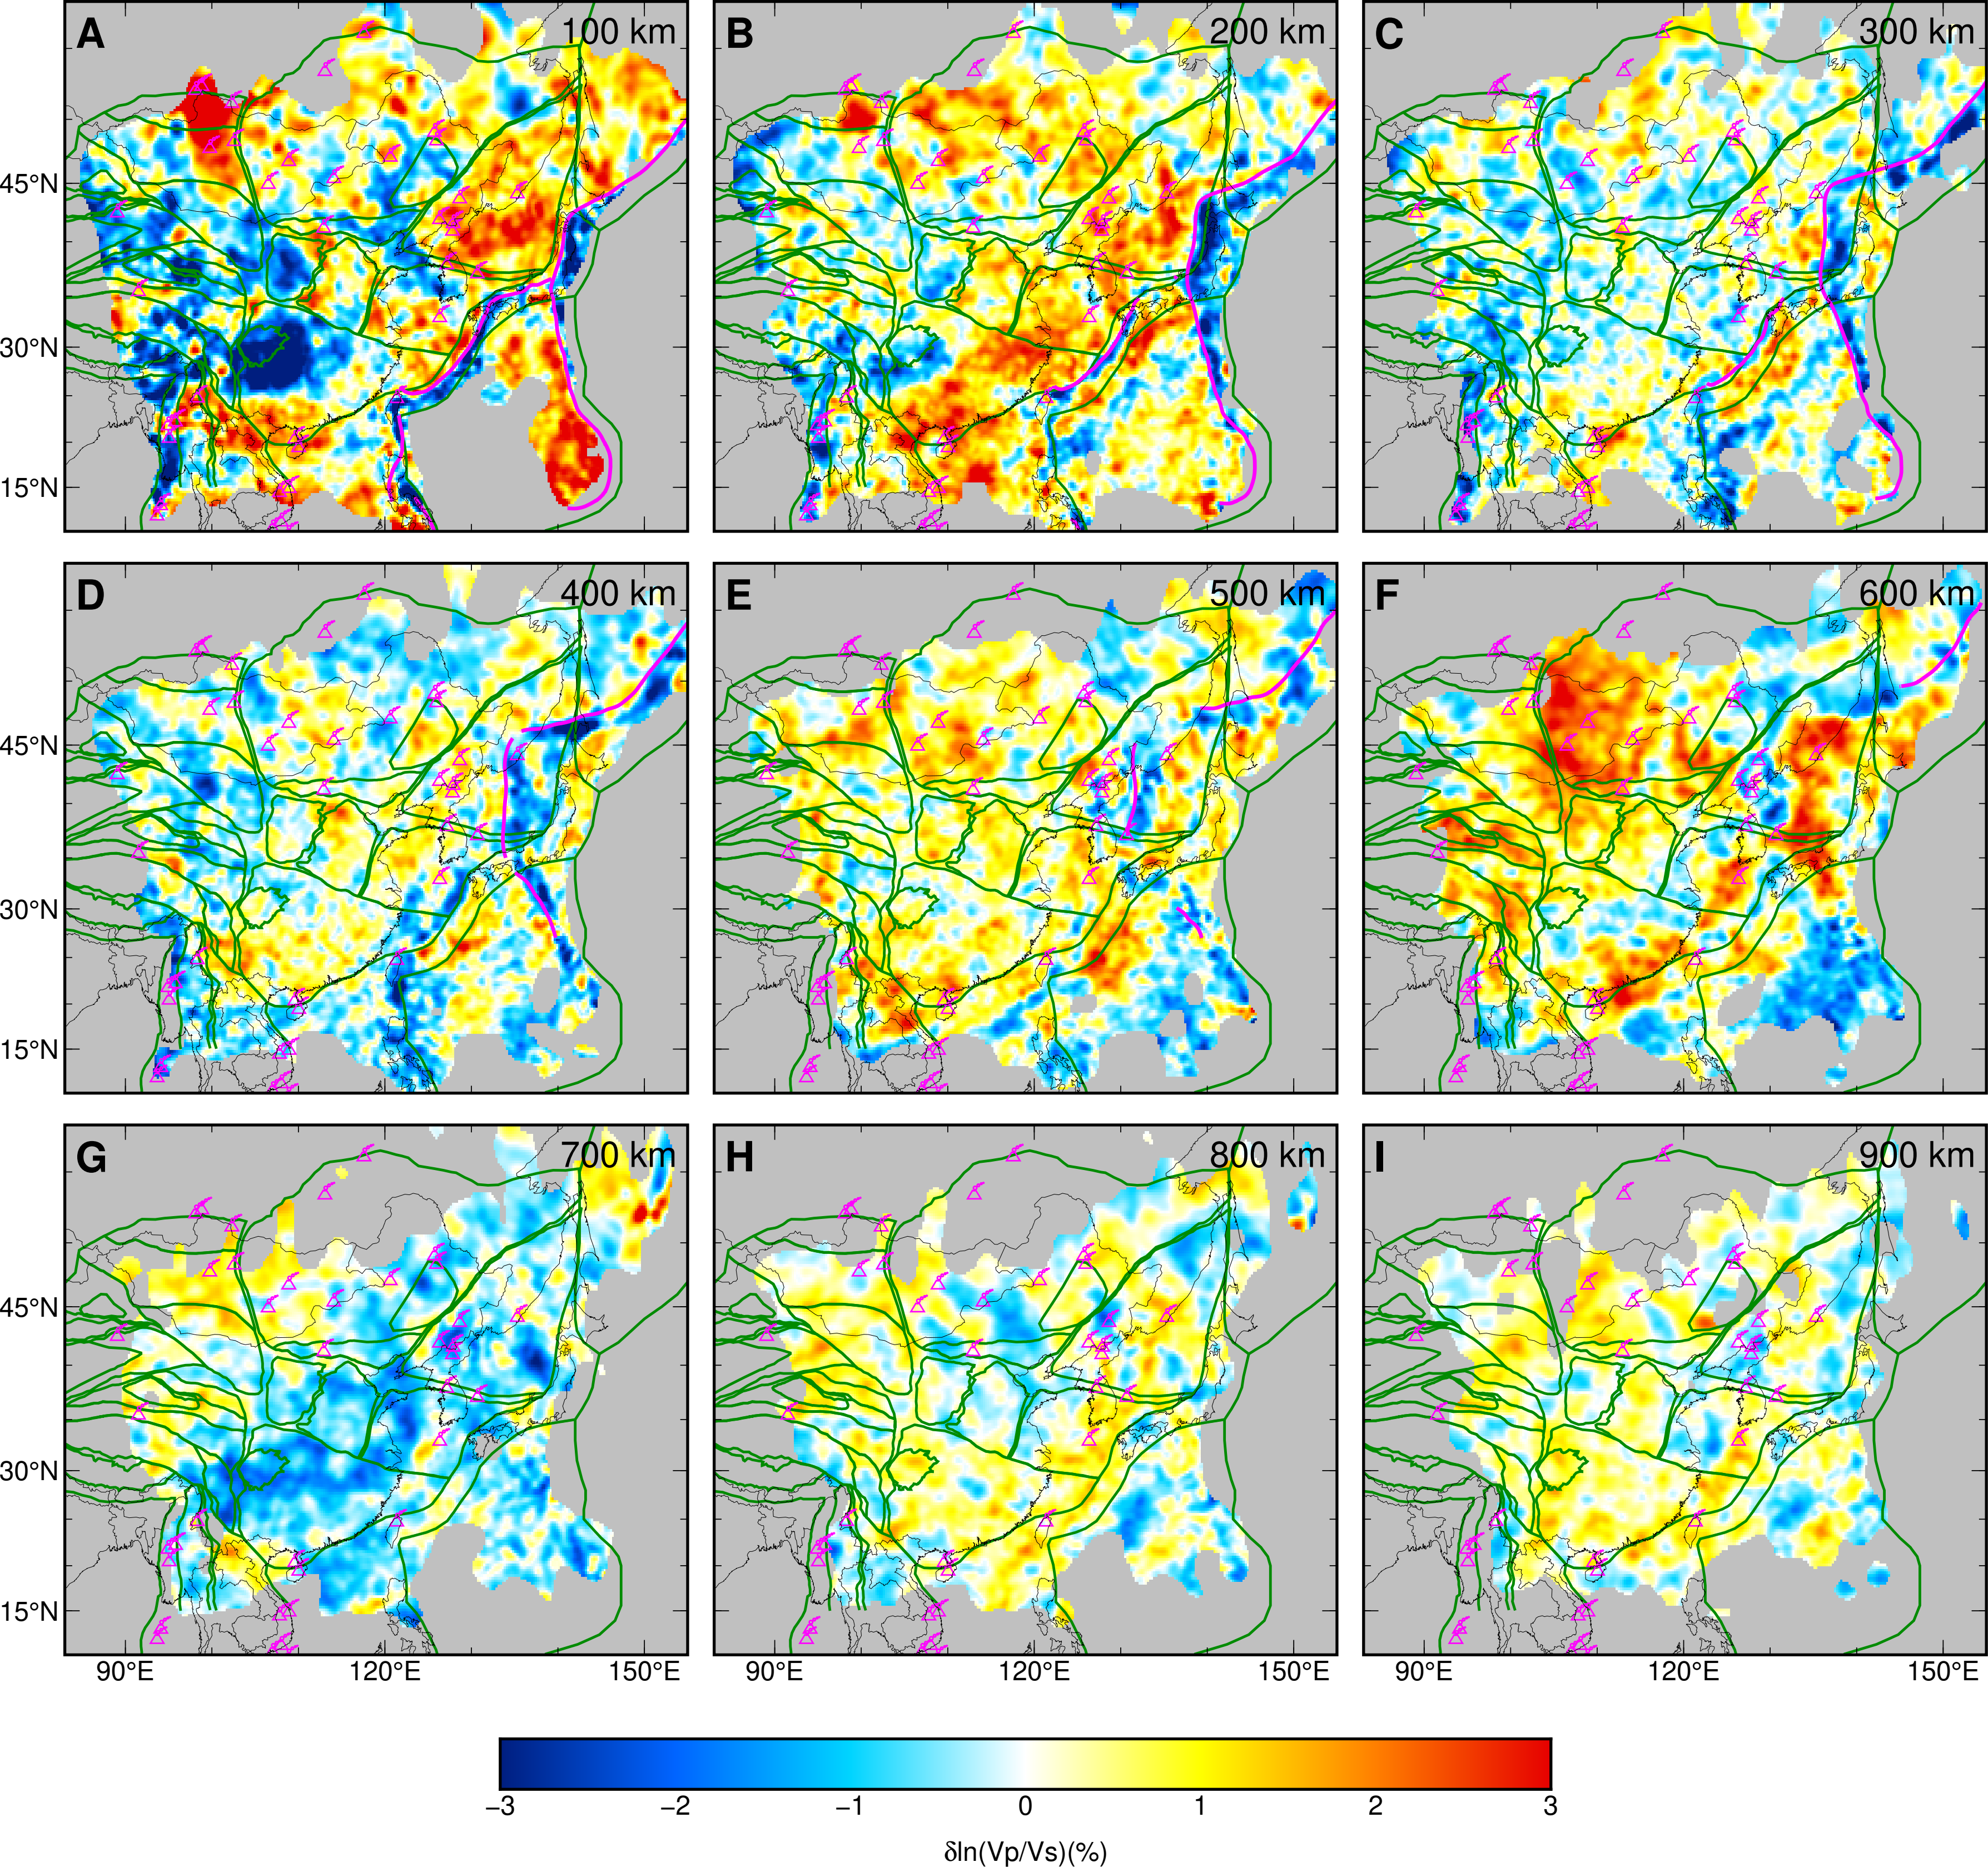 A 100 km
B 200 km
C 300 km
45°N
30°N
15°N
D 400 km
E 500 km
F 600 km
45°N
30°N
15°N
G 700 km
H 800 km
I 900 km
45°N
30°N
15°N
90°E 120°E 150°E
90°E 120°E 150°E
90°E 120°E 150°E
−3 −2 −1 0 1 2 3
δln(Vp/Vs)(%)